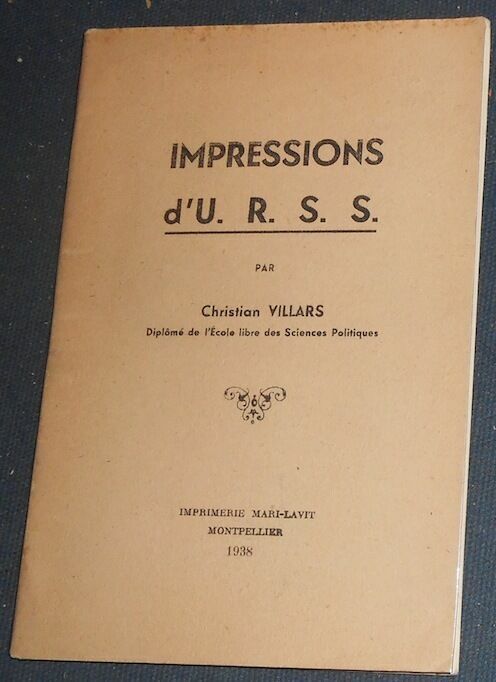 IMPRESSIONS
d'U. R. S. S.
PAR
Christian VILLARS
Diplômé de l'École libre des Sciences Politiques
IMPRIMERIE MARI-LAVIT
MONTPELLIER
1938